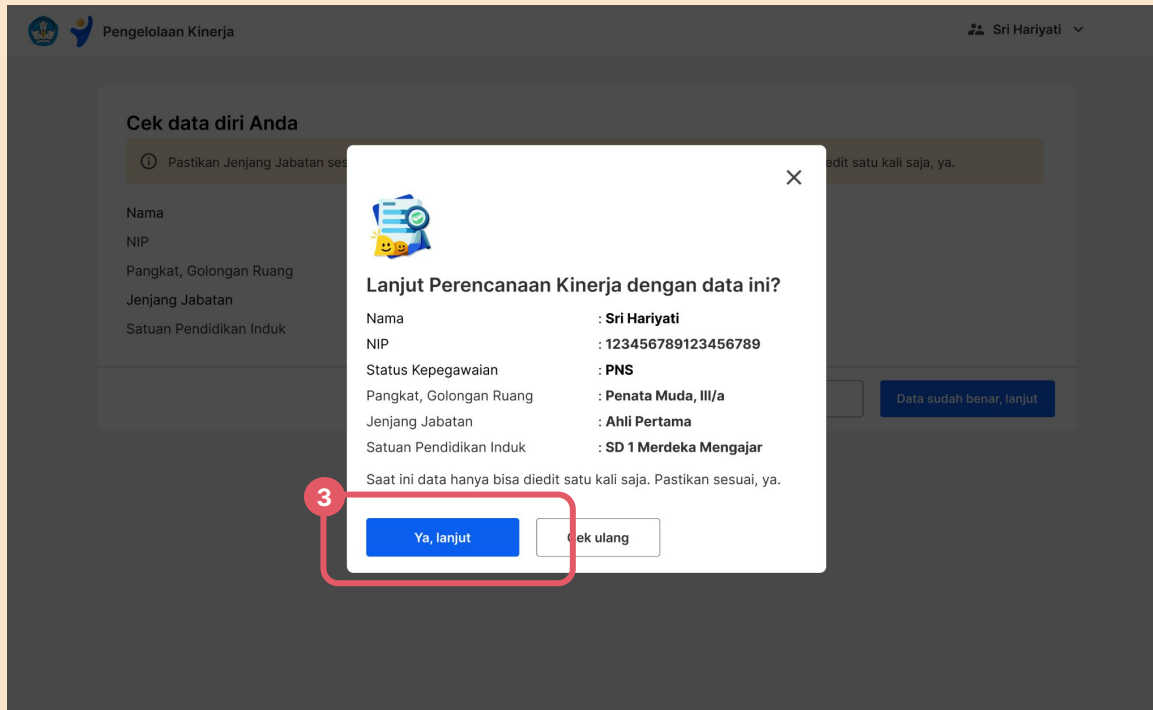 Pengelolaan Kinerja
Sri Hariyati
Cek data diri Anda
Pastikan Jenjang Jabatan ses
edit satu kali saja, ya.
Nama
NIP
Pangkat, Golongan Ruang
Jenjang Jabatan
Satuan Pendidikan Induk
Data sudah benar, lanjut
Lanjut Perencanaan Kinerja dengan data ini?
Nama : Sri Hariyati
NIP : 123456789123456789
Status Kepegawaian : PNS
Pangkat, Golongan Ruang : Penata Muda, III/a
Jenjang Jabatan : Ahli Pertama
Satuan Pendidikan Induk : SD 1 Merdeka Mengajar
Saat ini data hanya bisa diedit satu kali saja. Pastikan sesuai, ya.
3
Ya, lanjut
Cek ulang